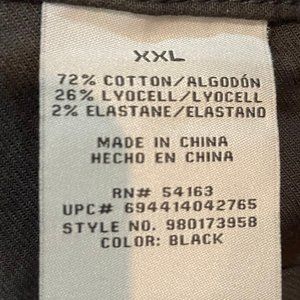 XXL
72% COTTON/ALGODÓN
26% LYOCELL/LYOCELL
2% ELASTANE/ELASTANO
MADE IN CHINA
HECHO EN CHINA
RN# 54163
UPC# 694414042765
STYLE NO. 980173958
COLOR: BLACK